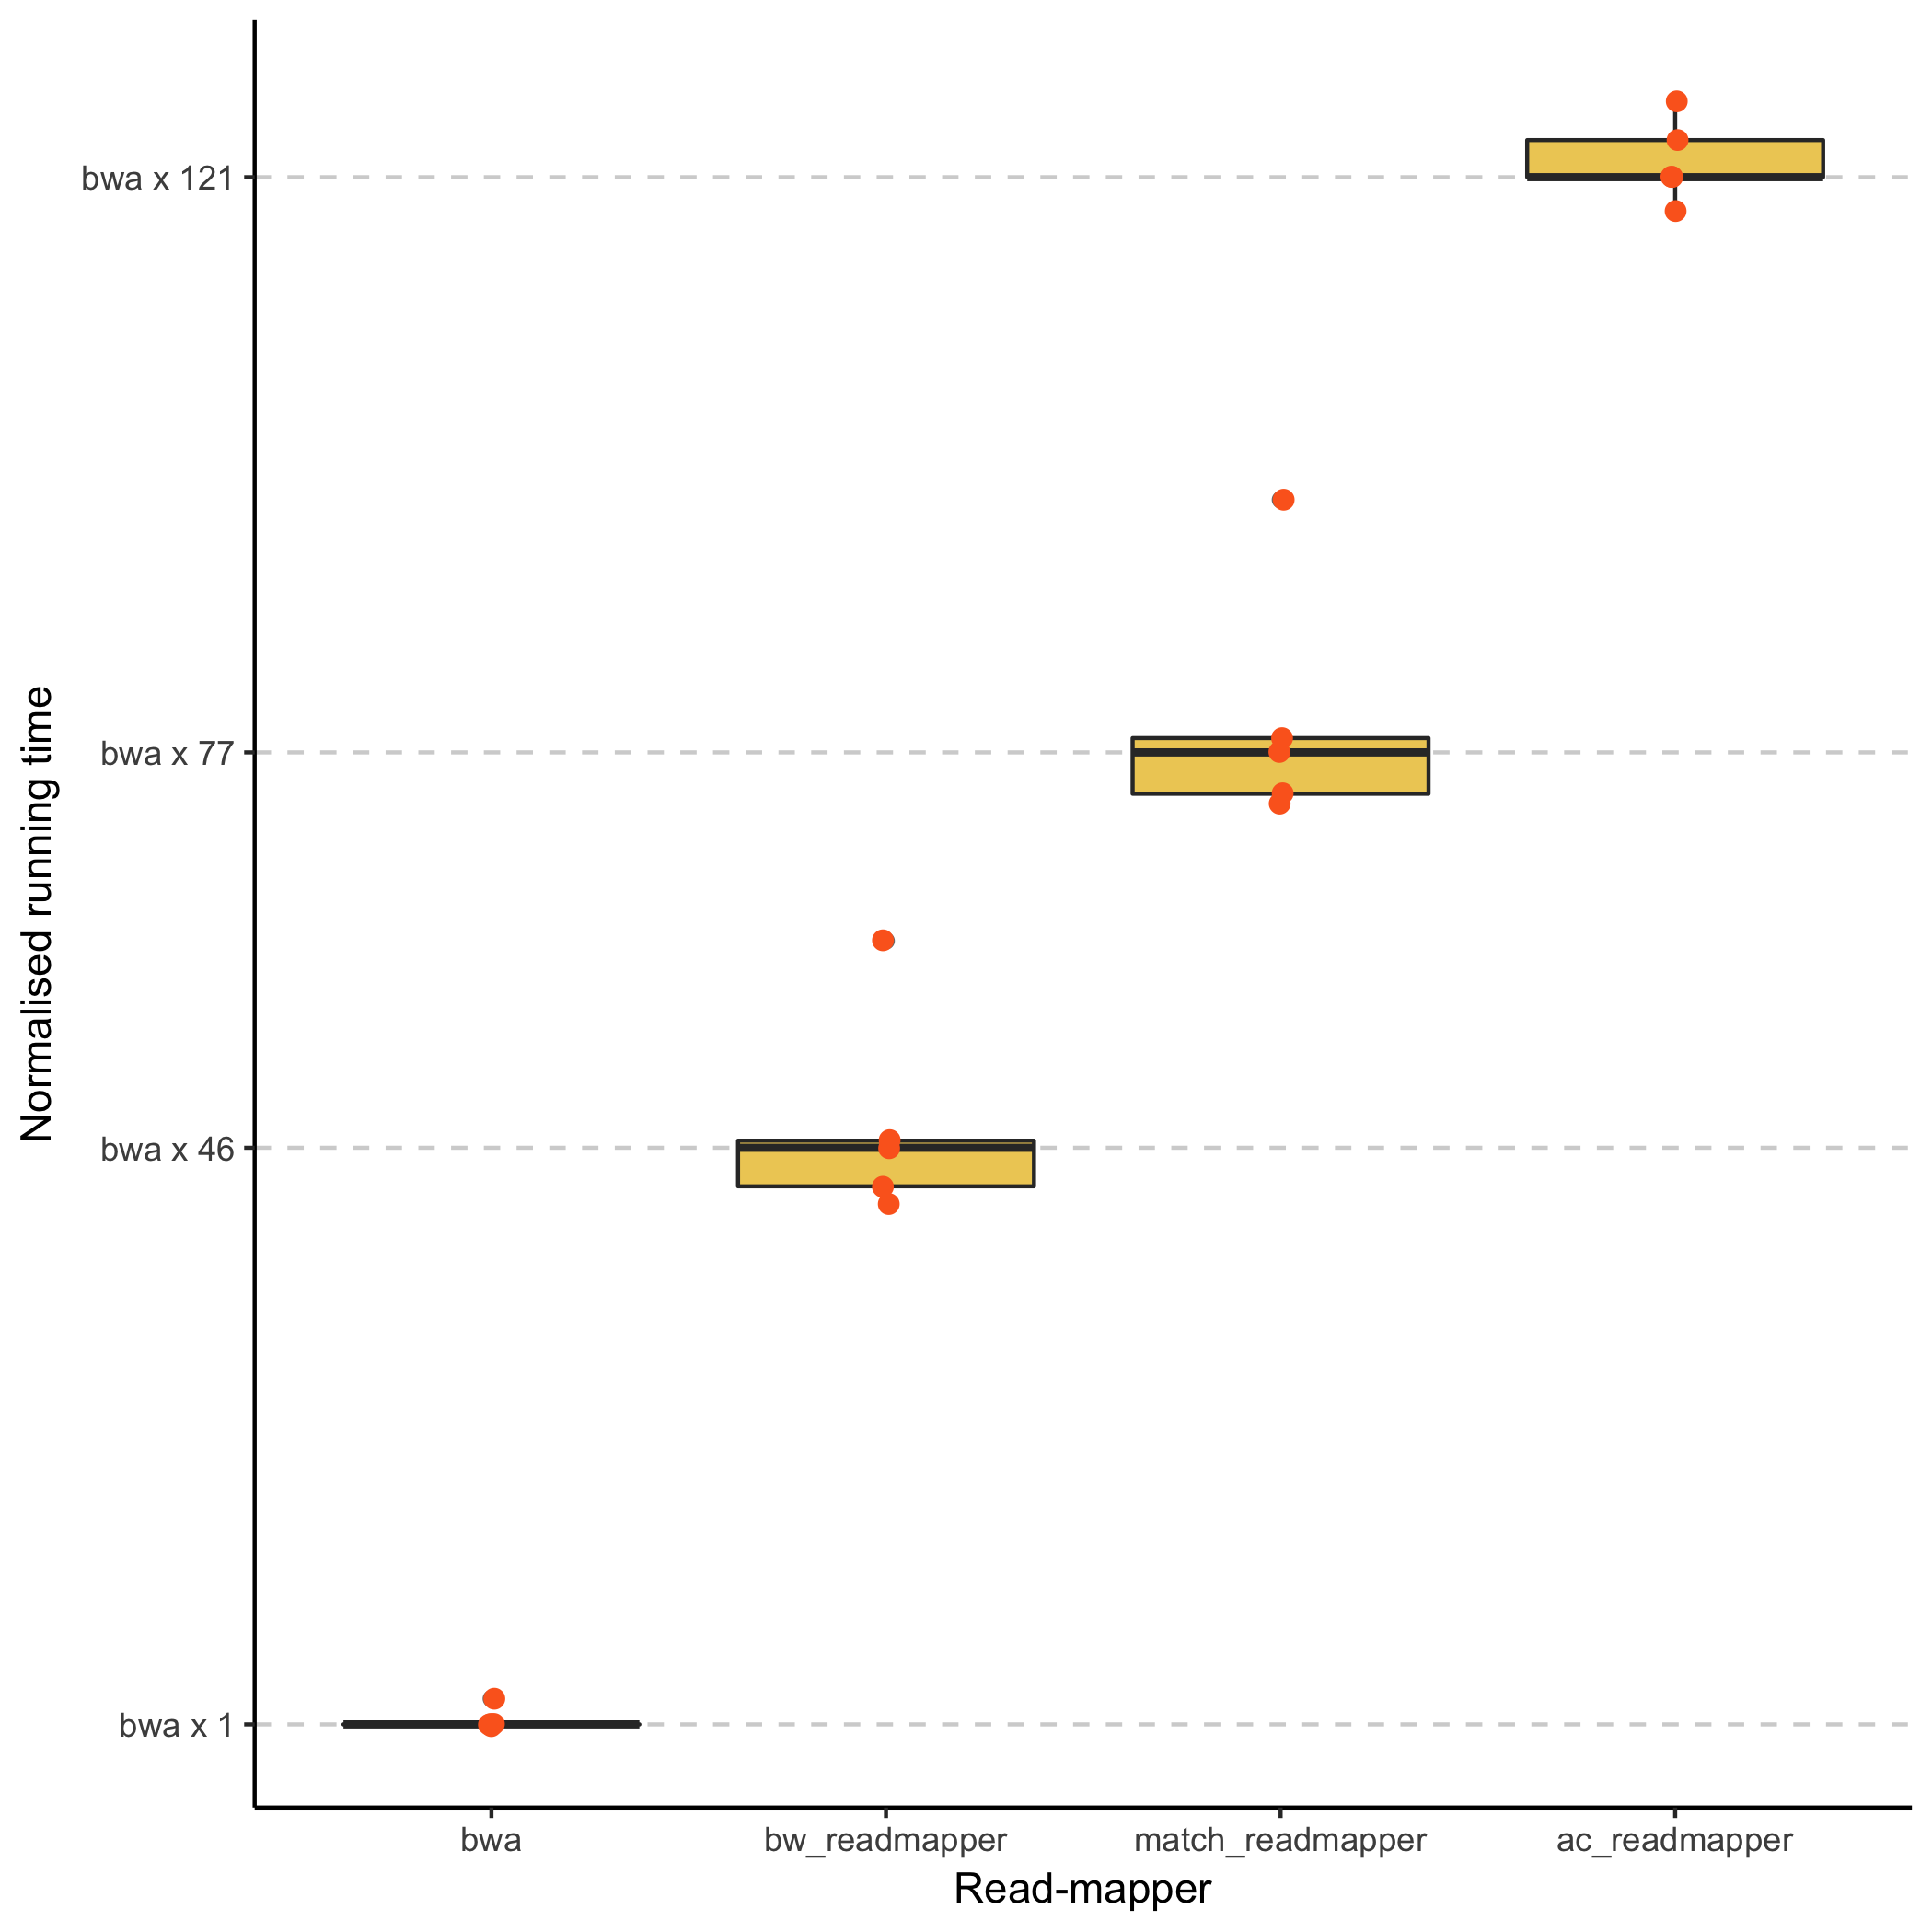 Normalised running time
bwa x 121
bwa x 77
bwa x 46
bwa x 1
bwa
bw_readmapper
match_readmapper
ac_readmapper
Read-mapper